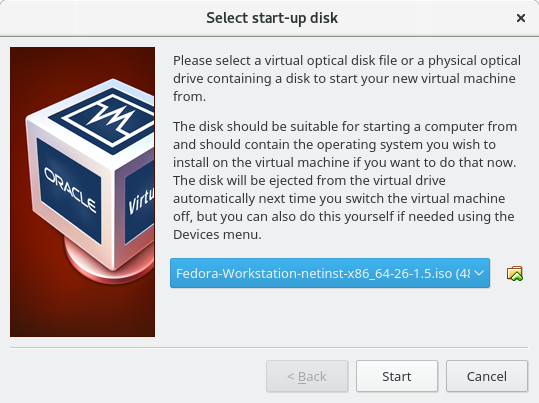 Select start-up disk
Please select a virtual optical disk file or a physical optical
drive containing a disk to start your new virtual machine
from.
The disk should be suitable for starting a computer from
and should contain the operating system you wish to
install on the virtual machine if you want to do that now.
The disk will be ejected from the virtual drive
automatically next time you switch the virtual machine
off, but you can also do this yourself if needed using the
Devices menu.
ORACLE
Virtu
Fedora-Workstation-netinst-x86_64-26-1.5.iso (48
< Back
Start
Cancel